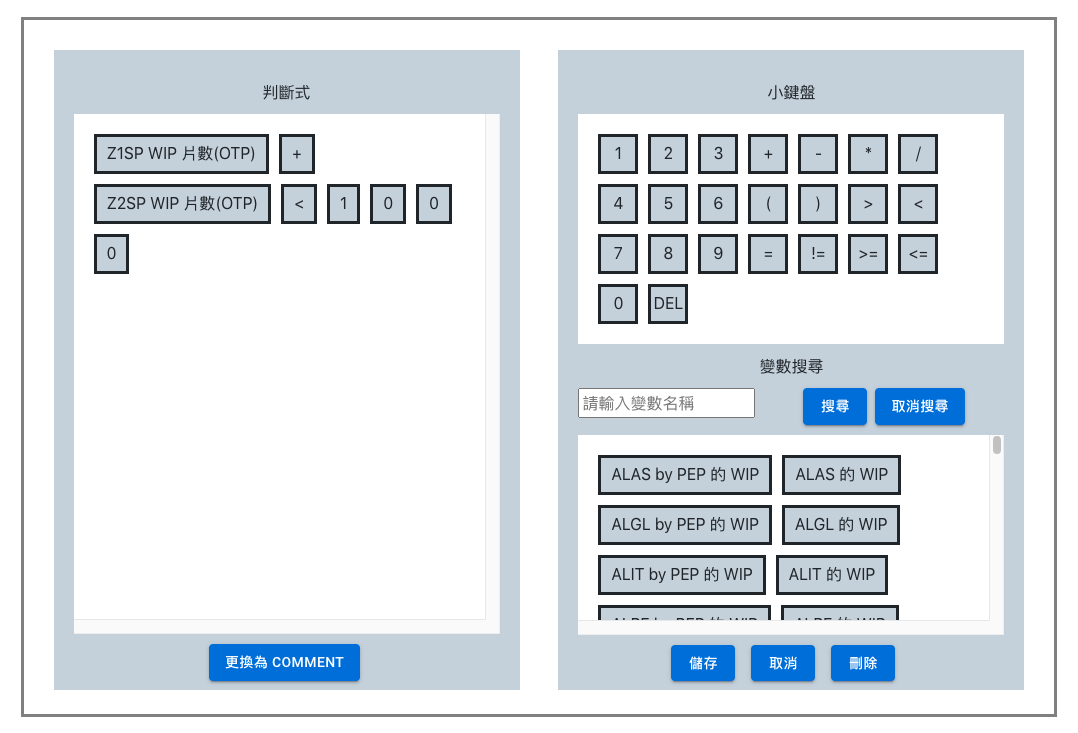 判斷式
Z1SP WIP 片數(OTP) +
Z2SP WIP 片數(OTP) < 1 0 0
0
更換為 COMMENT
小鍵盤
1 2 3 + - * /
4 5 6 ( ) > <
7 8 9 = != >= <=
0 DEL
變數搜尋
請輸入變數名稱 搜尋 取消搜尋
ALAS by PEP 的 WIP ALAS 的 WIP
ALGL by PEP 的 WIP ALGL 的 WIP
ALIT by PEP 的 WIP ALIT 的 WIP
儲存 取消 刪除